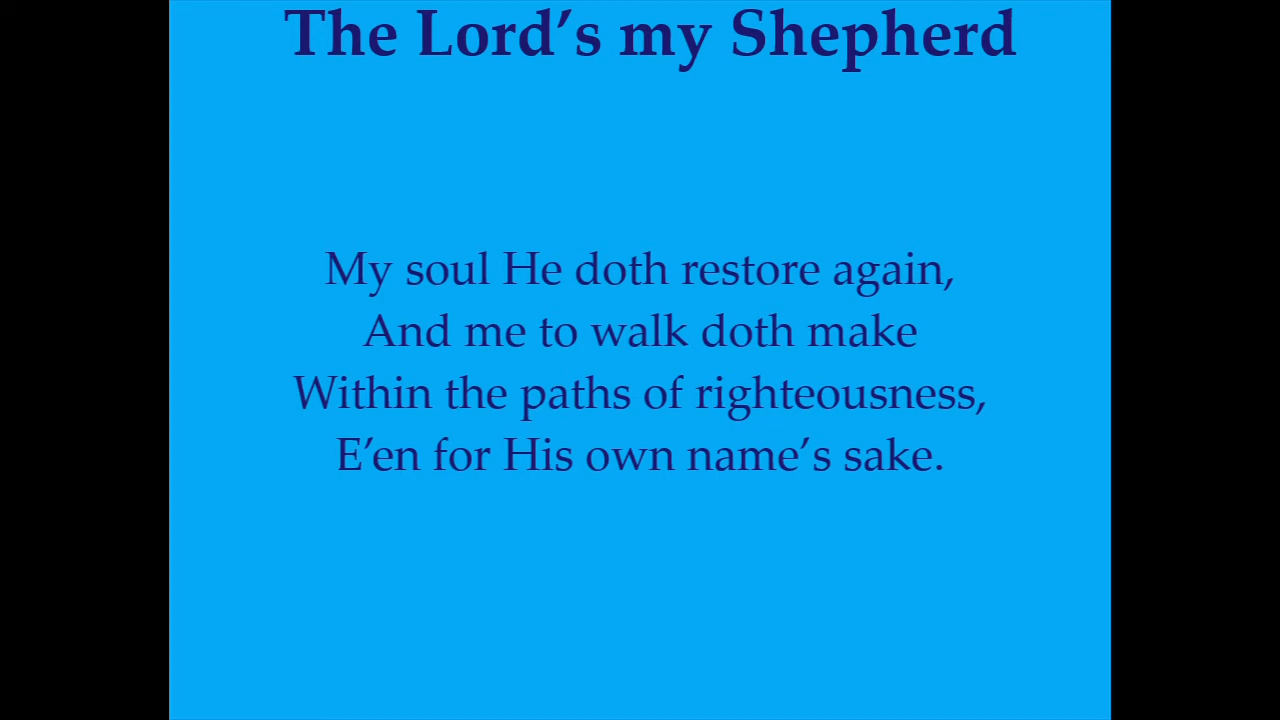 The Lord’s my Shepherd
My soul He doth restore again,
And me to walk doth make
Within the paths of righteousness,
E’en for His own name’s sake.